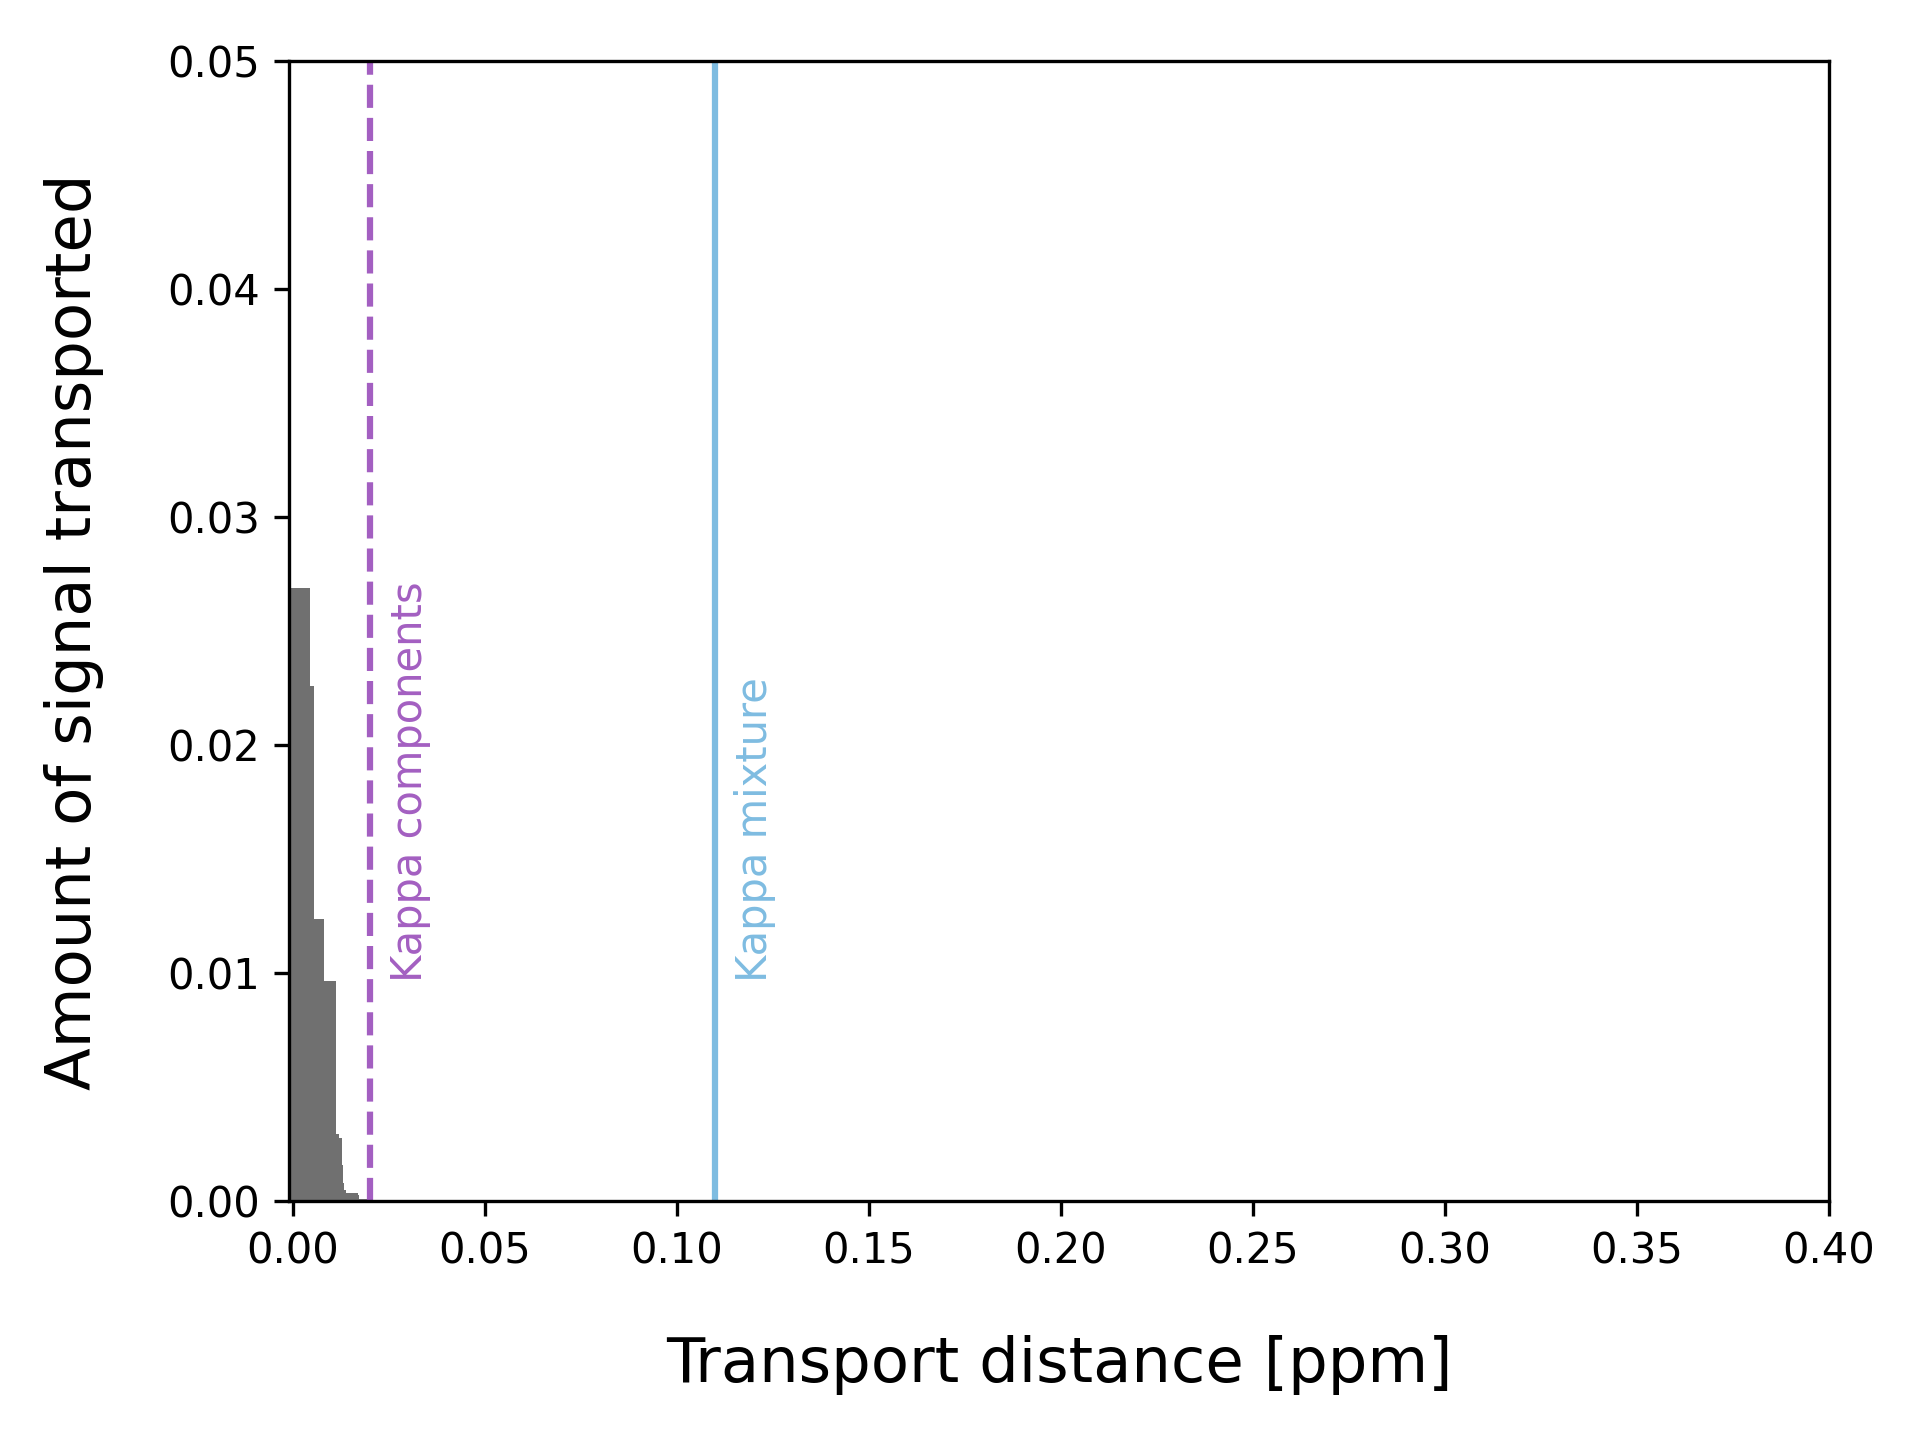 0.05
0.04
0.03
0.02
0.01
0.00
Amount of signal transported
Kappa components
Kappa mixture
0.00 0.05 0.10 0.15 0.20 0.25 0.30 0.35 0.40
Transport distance [ppm]